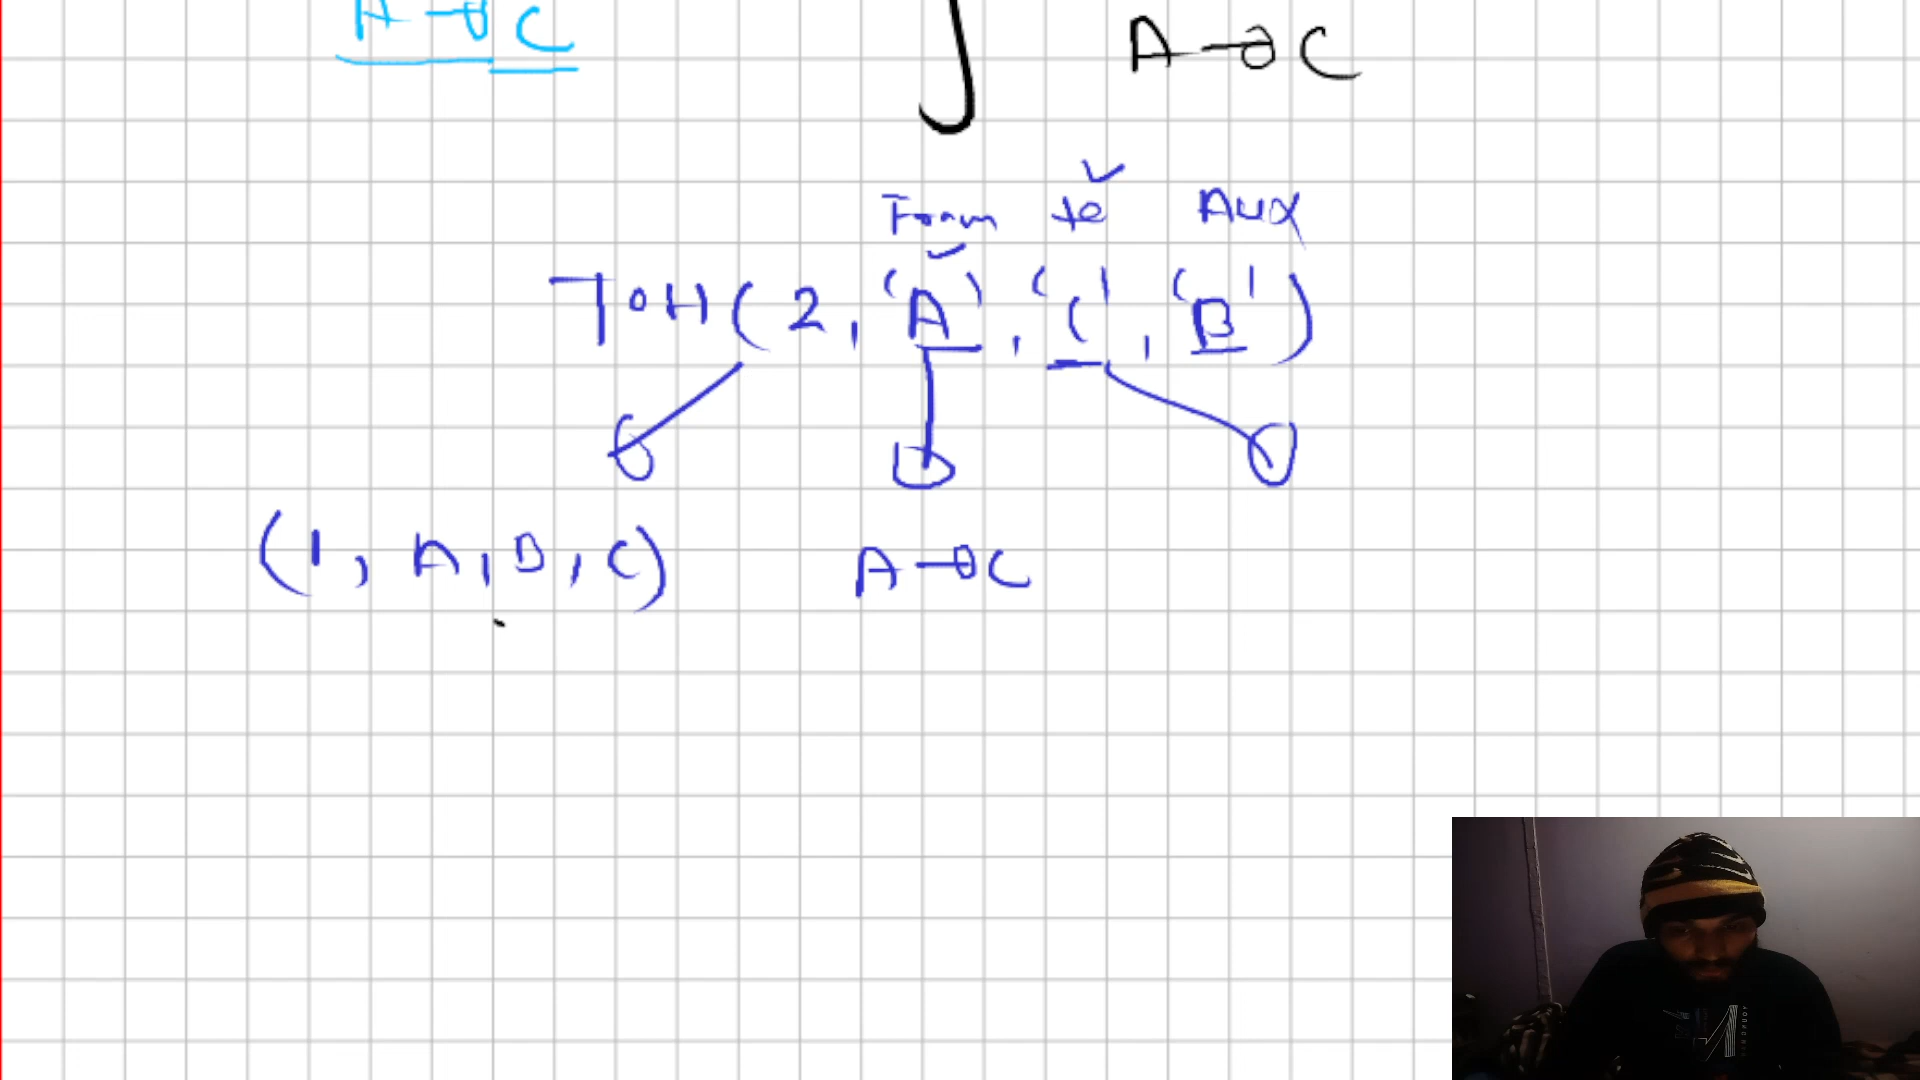 A → C
A → C
From to Aux
TOH(2, 'A', 'C', 'B')
(1, A, B, C) A → C